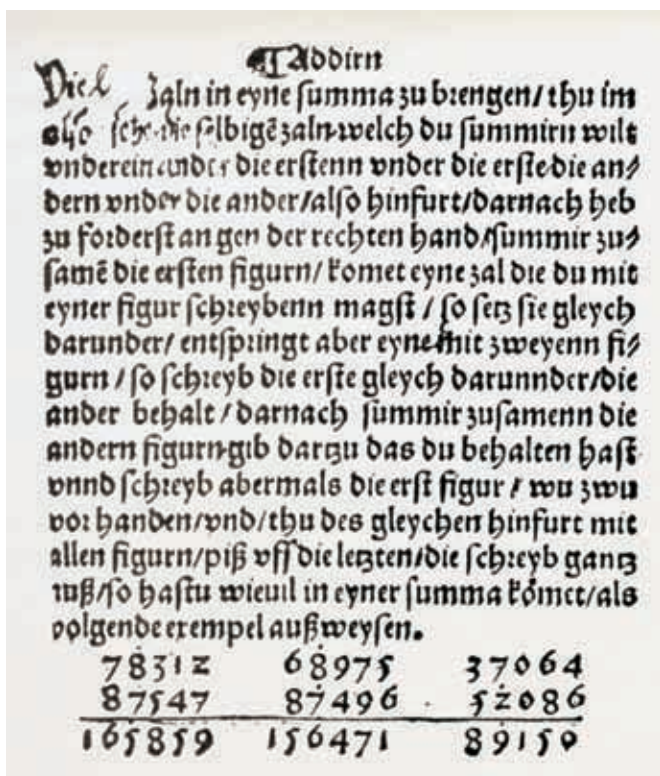 Addirn
Zaln in eyne summa zu brengen/ thu im
also sche die selbigē zaln welch du summirn wilt
vnderein ander die erstenn vnder die erste die an⸗
dern vnder die ander/also hinfurt/darnach heb
zu forderst an gen der rechten hand/summir zu⸗
samē die ersten figurn/ komet eyne zal die du mit
eyner figur schreybenn magst / so setz sie gleych
darunder/ entspringt aber eyne mit zweyenn fi⸗
gurn / so schreyb die erste gleych darunnder/die
ander behalt / darnach summir zusamenn die
andern figurn gib dartzu das du behalten hast
vnnd schreyb abermals die erst figur / wu zwu
vor handen/vnd/thu des gleychen hinfurt mit
allen figurn/piß vff die letzten/die schreyb gantz
auß/so hastu wieuil in eyner summa kōmet/als
volgende exempel außweysen.
78312 68975 37064
87547 87496 52086
165859 156471 89150